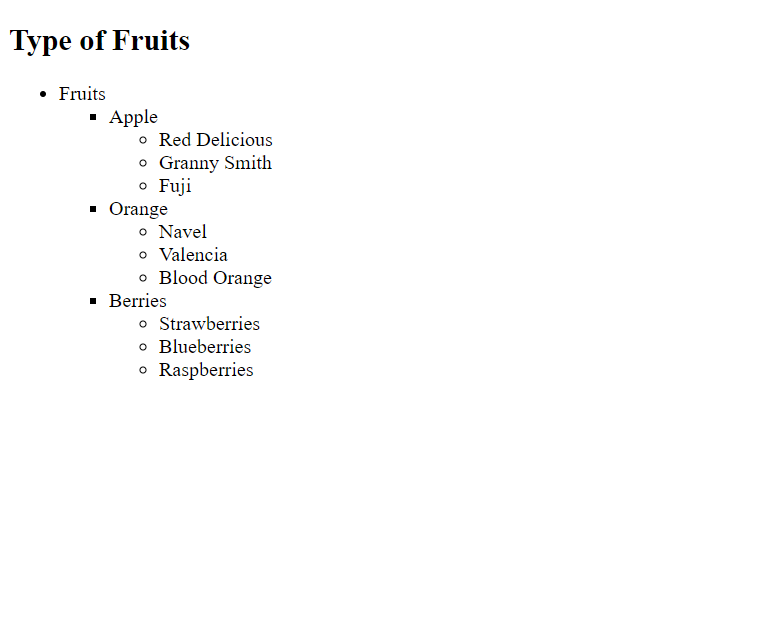 Type of Fruits
Fruits
Apple
Red Delicious
Granny Smith
Fuji
Orange
Navel
Valencia
Blood Orange
Berries
Strawberries
Blueberries
Raspberries